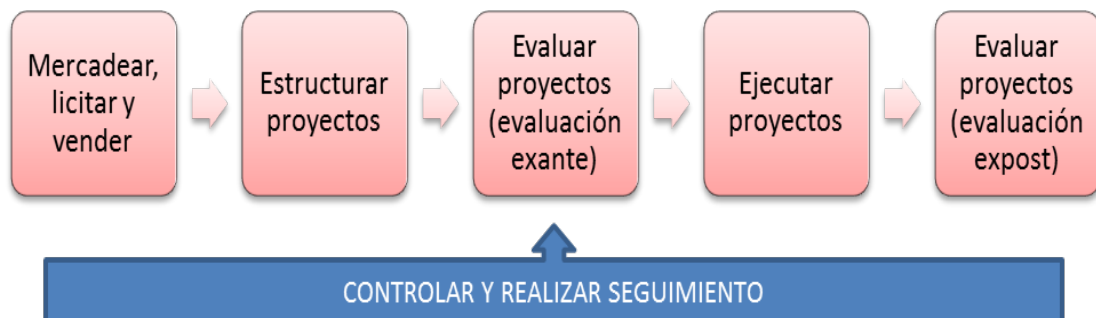 Mercadear,
licitar y
vender
Estructurar
proyectos
Evaluar
proyectos
(evaluación
exante)
Ejecutar
proyectos
Evaluar
proyectos
(evaluación
expost)
CONTROLAR Y REALIZAR SEGUIMIENTO